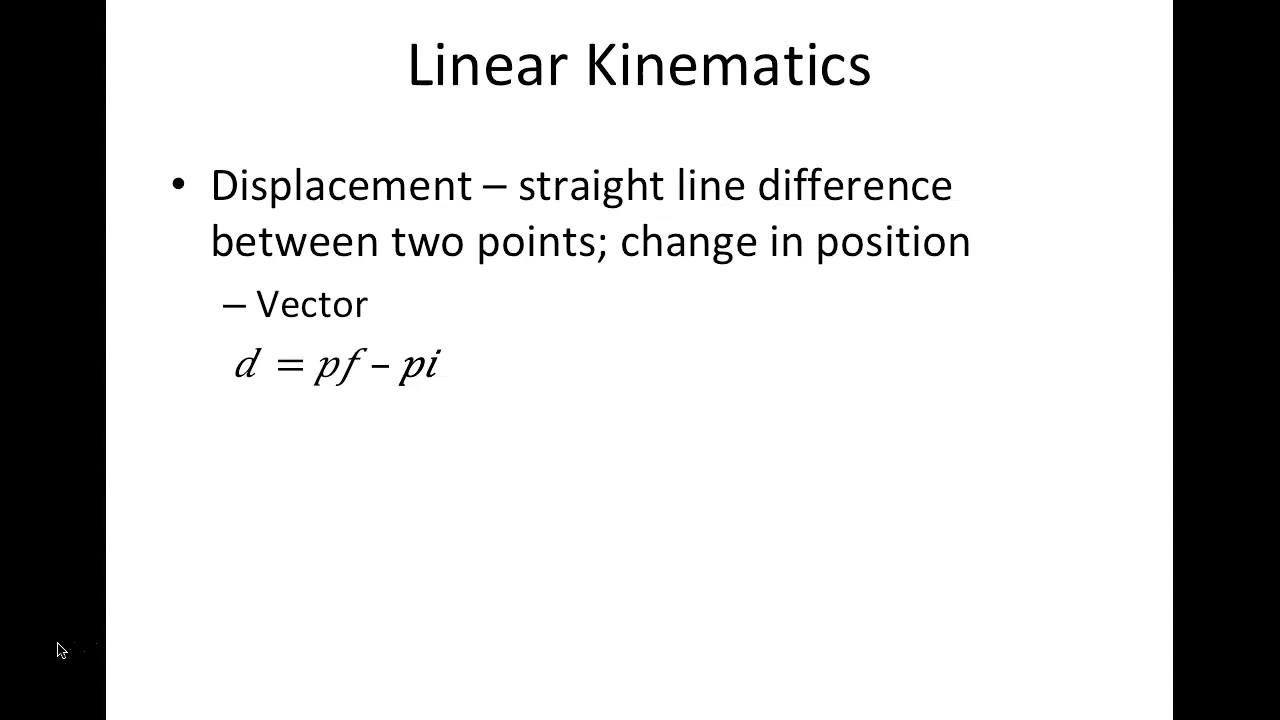 Linear Kinematics
• Displacement – straight line difference
between two points; change in position
– Vector
d = pf – pi